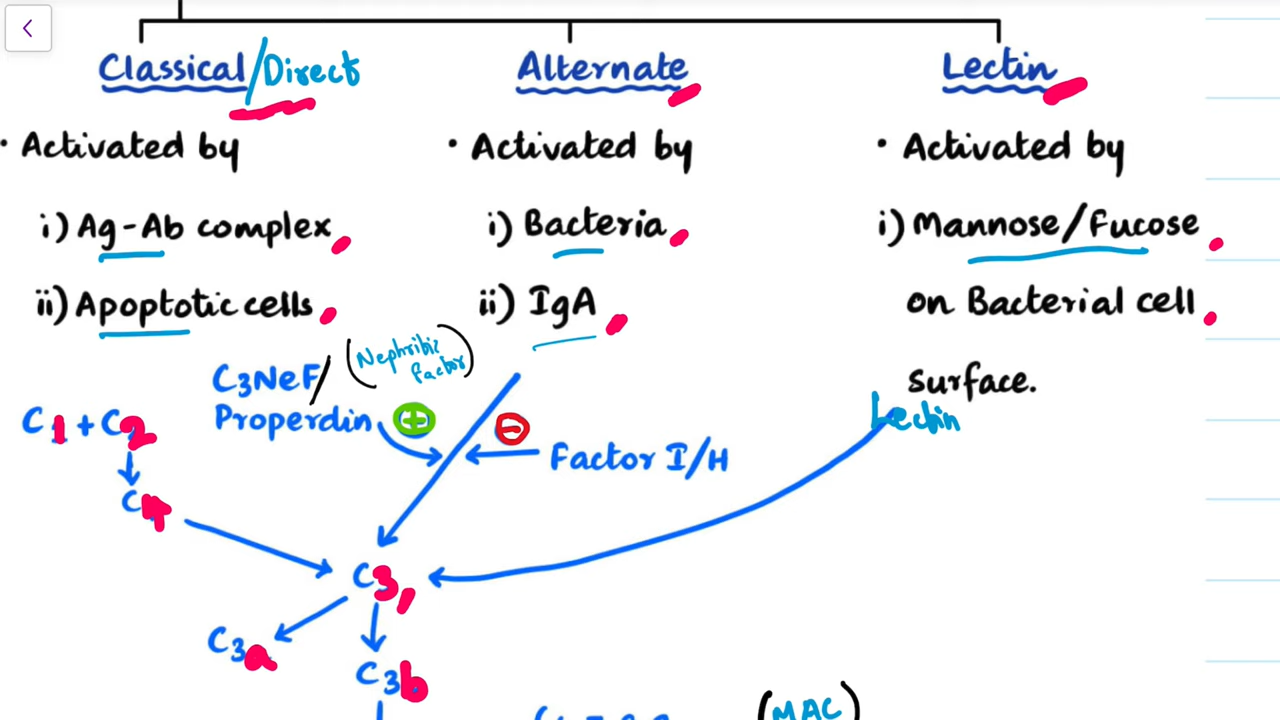 Classical/Direct
Activated by
i) Ag-Ab complex
ii) Apoptotic cells
Alternate
Activated by
i) Bacteria
ii) IgA
Lectin
Activated by
i) Mannose/Fucose
on Bacterial cell
surface.
C3NeF/ (Nephritic factor)
Properdin +
−
Factor I/H
Lectin
C1 + C2
C4
C3
C3a
C3b
(MAC)